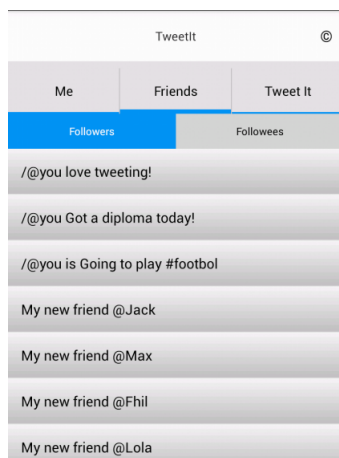 TweetIt ©
Me Friends Tweet It
Followers Followees
/@you love tweeting!
/@you Got a diploma today!
/@you is Going to play #footbol
My new friend @Jack
My new friend @Max
My new friend @Fhil
My new friend @Lola